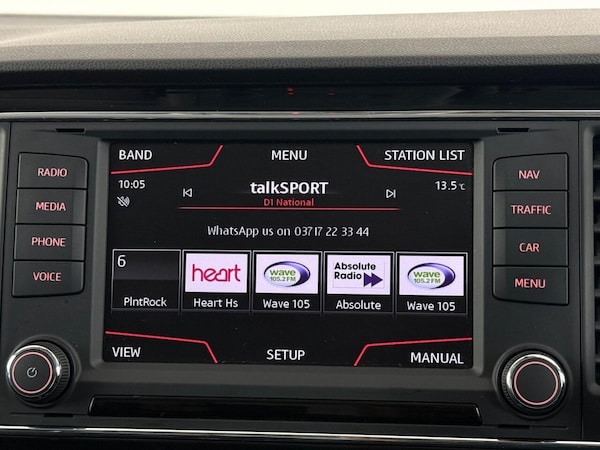 BAND MENU STATION LIST
RADIO
MEDIA
PHONE
VOICE
10:05 talkSPORT 13.5°C
D1 National
WhatsApp us on 03717 22 33 44
6 heart wave 105.2 FM Absolute Radio wave 105.2 FM
PlntRock Heart Hs Wave 105 Absolute Wave 105
VIEW SETUP MANUAL
NAV
TRAFFIC
CAR
MENU